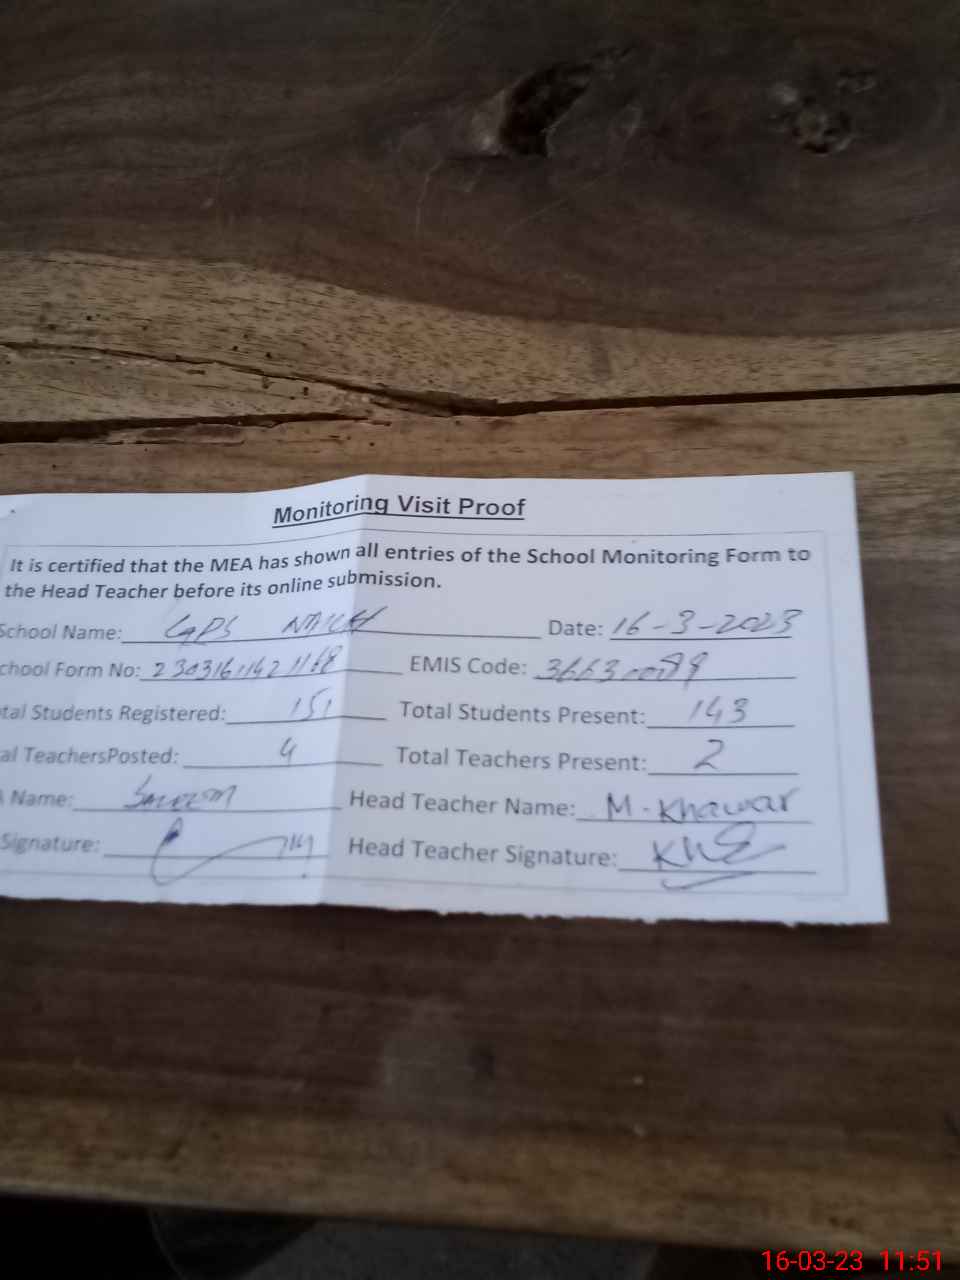 Monitoring Visit Proof
It is certified that the MEA has shown all entries of the School Monitoring Form to
the Head Teacher before its online submission.
School Name: GPS Date: 16-3-2023
chool Form No: EMIS Code:
tal Students Registered: 151 Total Students Present: 143
al TeachersPosted: 4 Total Teachers Present: 2
Name: Saleem Head Teacher Name: M-Khawar
Signature: Head Teacher Signature:
16-03-23 11:51